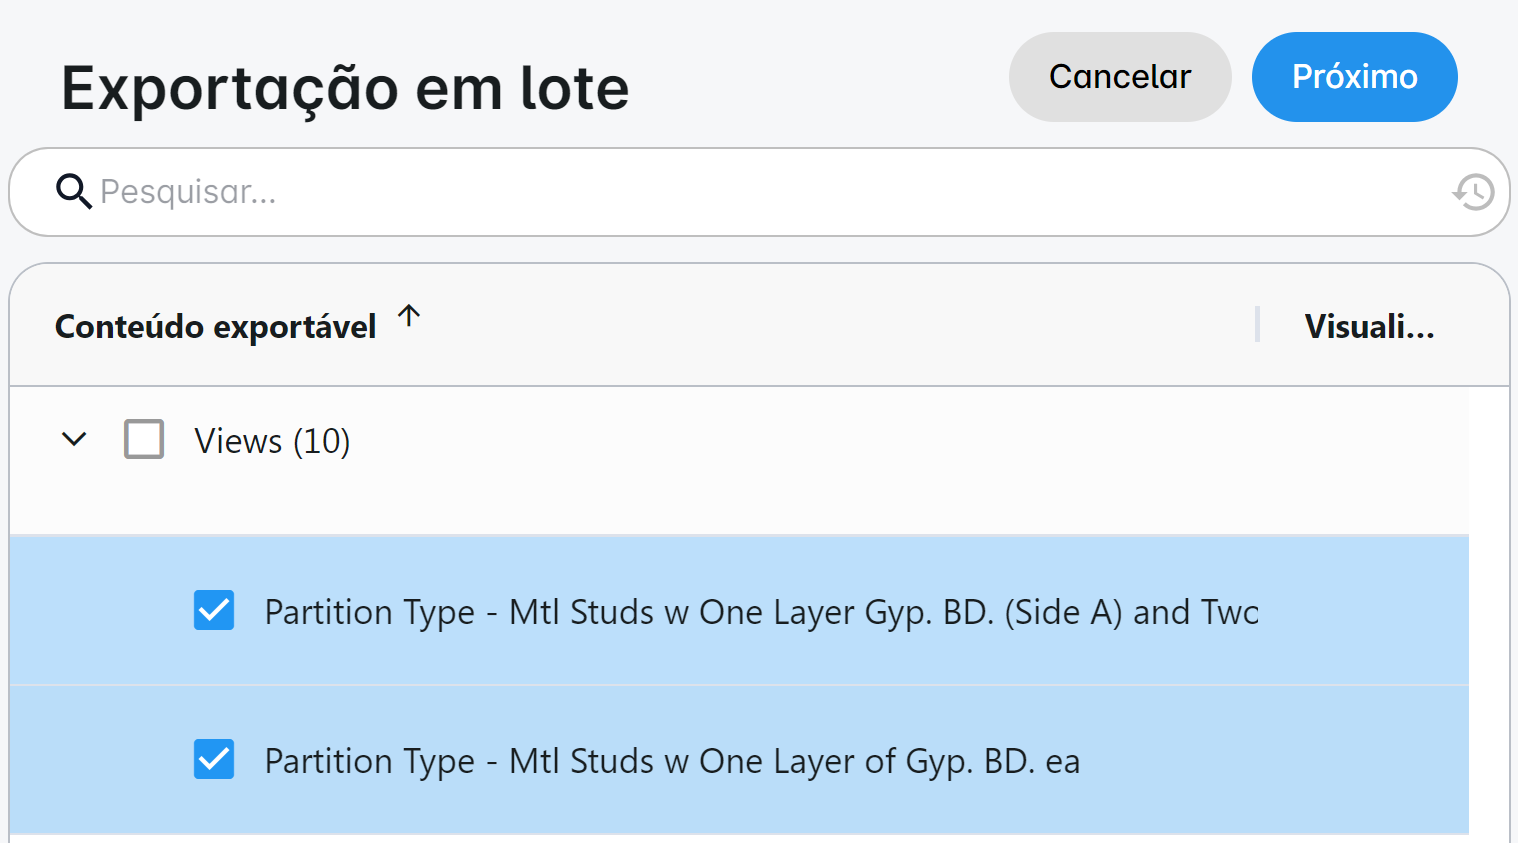 Exportação em lote
Cancelar
Próximo
Pesquisar...
Conteúdo exportável
Visuali...
Views (10)
Partition Type - Mtl Studs w One Layer Gyp. BD. (Side A) and Two
Partition Type - Mtl Studs w One Layer of Gyp. BD. ea